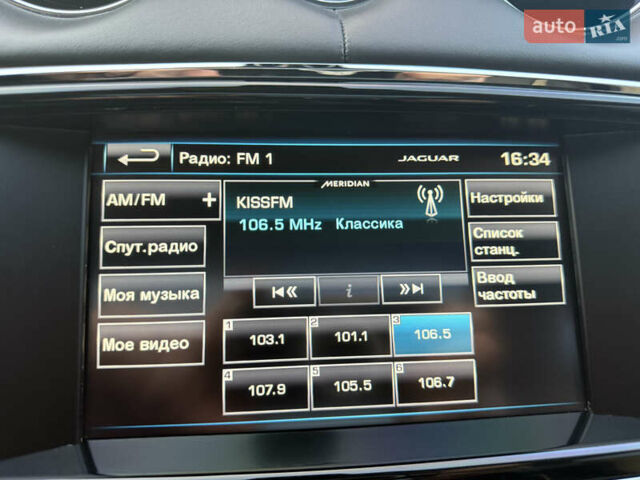 auto RIA .com
Радио: FM 1 JAGUAR 16:34
AM/FM +
MERIDIAN
KISSFM
106.5 MHz Классика
Настройки
Спут.радио
Список
станц.
Моя музыка
i
Ввод
частоты
Мое видео
1 103.1 2 101.1 3 106.5
4 107.9 5 105.5 6 106.7